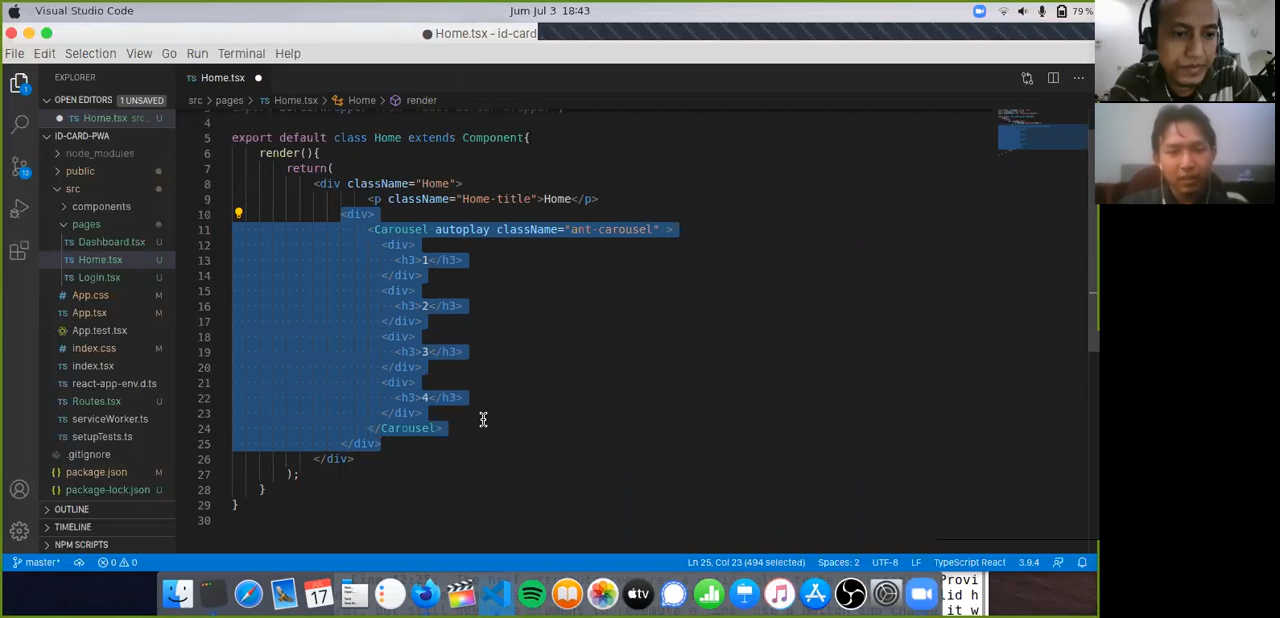 Visual Studio Code
Jum Jul 3 18:43
79 %
Home.tsx - id-card
File Edit Selection View Go Run Terminal Help
EXPLORER
Home.tsx
OPEN EDITORS 1 UNSAVED
Home.tsx src... U
src > pages > Home.tsx > Home > render
ID-CARD-PWA
node_modules
public
src
components
pages
Dashboard.tsx U
Home.tsx U
Login.tsx U
App.css M
App.tsx M
App.test.tsx
index.css M
index.tsx
react-app-env.d.ts
Routes.tsx U
serviceWorker.ts
setupTests.ts
.gitignore
package.json M
package-lock.json U
OUTLINE
TIMELINE
NPM SCRIPTS
4
5 export default class Home extends Component{
6 render(){
7 return(
8 <div className="Home">
9 <p className="Home-title">Home</p>
10 <div>
11 <Carousel autoplay className="ant-carousel" >
12 <div>
13 <h3>1</h3>
14 </div>
15 <div>
16 <h3>2</h3>
17 </div>
18 <div>
19 <h3>3</h3>
20 </div>
21 <div>
22 <h3>4</h3>
23 </div>
24 </Carousel>
25 </div>
26 </div>
27 );
28 }
29 }
30
master* 0 0 Ln 25, Col 23 (494 selected) Spaces: 2 UTF-8 LF TypeScript React 3.9.4
JUL
17
tv
Provi
lid h
it w